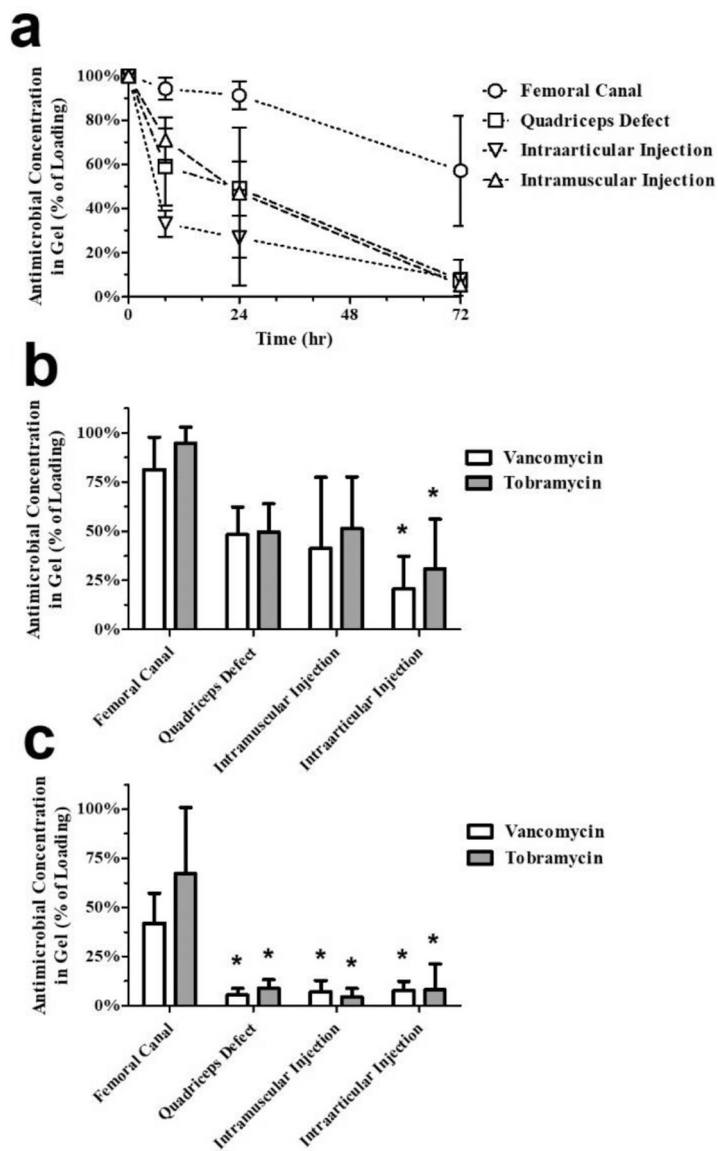 a
Antimicrobial Concentration
in Gel (% of Loading)
100%
80%
60%
40%
20%
0%
0
24
48
72
Time (hr)
Femoral Canal
Quadriceps Defect
Intraarticular Injection
Intramuscular Injection
b
Antimicrobial Concentration
in Gel (% of Loading)
100%
75%
50%
25%
0%
* *
Vancomycin
Tobramycin
Femoral Canal
Quadriceps Defect
Intramuscular Injection
Intraarticular Injection
c
Antimicrobial Concentration
in Gel (% of Loading)
100%
75%
50%
25%
0%
* * * * * *
Vancomycin
Tobramycin
Femoral Canal
Quadriceps Defect
Intramuscular Injection
Intraarticular Injection